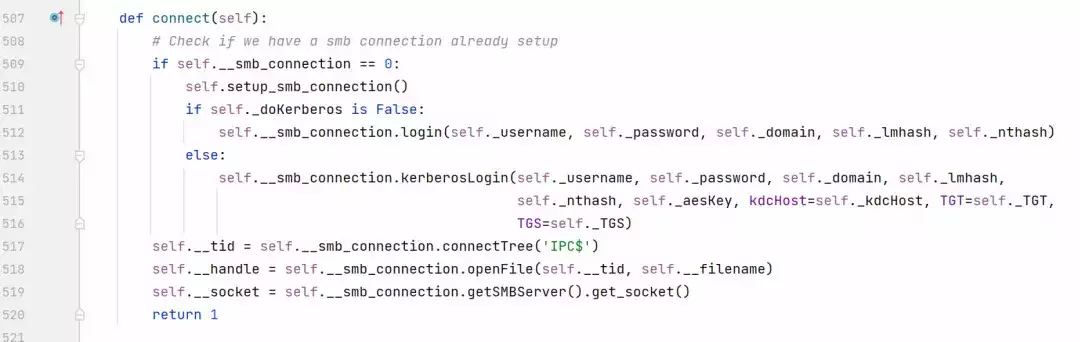 507 def connect(self):
508 # Check if we have a smb connection already setup
509 if self.__smb_connection == 0:
510 self.setup_smb_connection()
511 if self._doKerberos is False:
512 self.__smb_connection.login(self._username, self._password, self._domain, self._lmhash, self._nthash)
513 else:
514 self.__smb_connection.kerberosLogin(self._username, self._password, self._domain, self._lmhash,
515 self._nthash, self._aesKey, kdcHost=self._kdcHost, TGT=self._TGT,
516 TGS=self._TGS)
517 self.__tid = self.__smb_connection.connectTree('IPC$')
518 self.__handle = self.__smb_connection.openFile(self.__tid, self.__filename)
519 self.__socket = self.__smb_connection.getSMBServer().get_socket()
520 return 1
521